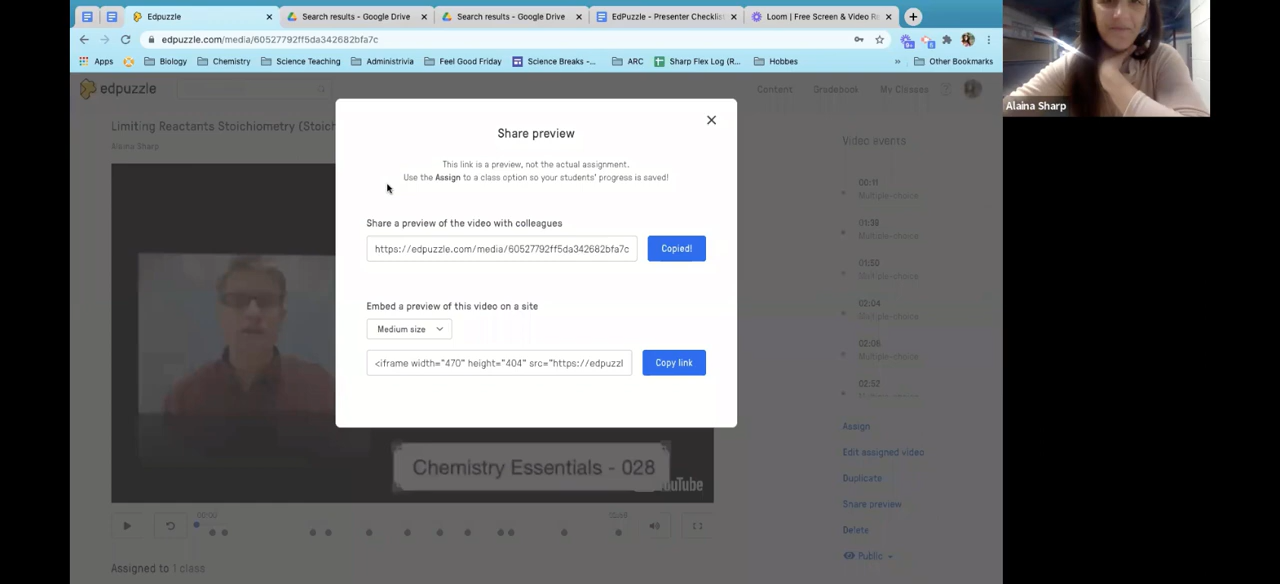 Edpuzzle
Search results - Google Drive
Search results - Google Drive
EdPuzzle - Presenter Checklis
Loom | Free Screen & Video Re
edpuzzle.com/media/60527792ff5da342682bfa7c
Apps
Biology
Chemistry
Science Teaching
Administrivia
Feel Good Friday
Science Breaks -...
ARC
Sharp Flex Log (R...
Hobbes
»
Other Bookmarks
Alaina Sharp
edpuzzle
Content
Gradebook
My Classes
?
Limiting Reactants Stoichiometry (Stoich
Alaina Sharp
Share preview
This link is a preview, not the actual assignment.
Use the Assign to a class option so your students' progress is saved!
Share a preview of the video with colleagues
https://edpuzzle.com/media/60527792ff5da342682bfa7c
Copied!
Embed a preview of this video on a site
Medium size
<iframe width="470" height="404" src="https://edpuzzl
Copy link
Video events
00:11
Multiple-choice
01:38
Multiple-choice
01:50
Multiple-choice
02:04
Multiple-choice
02:06
Multiple-choice
02:52
Assign
Edit assigned video
Duplicate
Share preview
Delete
Public
Chemistry Essentials - 028
uTube
00:00
Assigned to 1 class